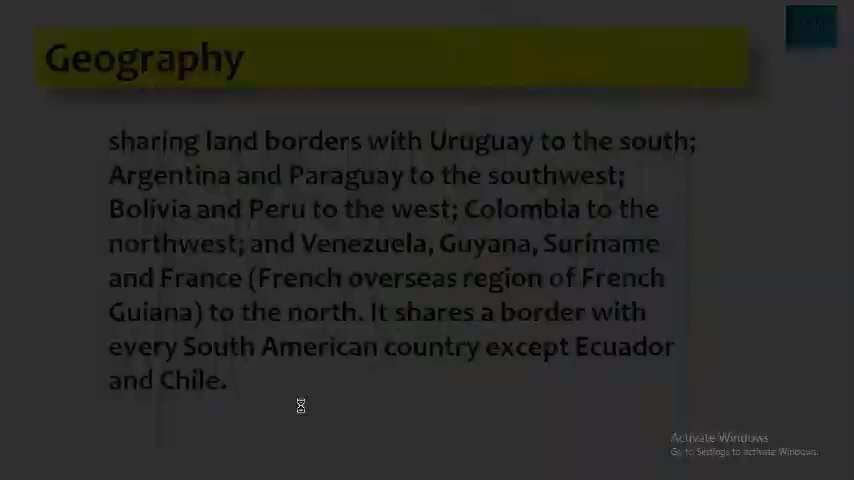 Geography
sharing land borders with Uruguay to the south;
Argentina and Paraguay to the southwest;
Bolivia and Peru to the west; Colombia to the
northwest; and Venezuela, Guyana, Suriname
and France (French overseas region of French
Guiana) to the north. It shares a border with
every South American country except Ecuador
and Chile.
Activate Windows
Go to Settings to activate Windows.